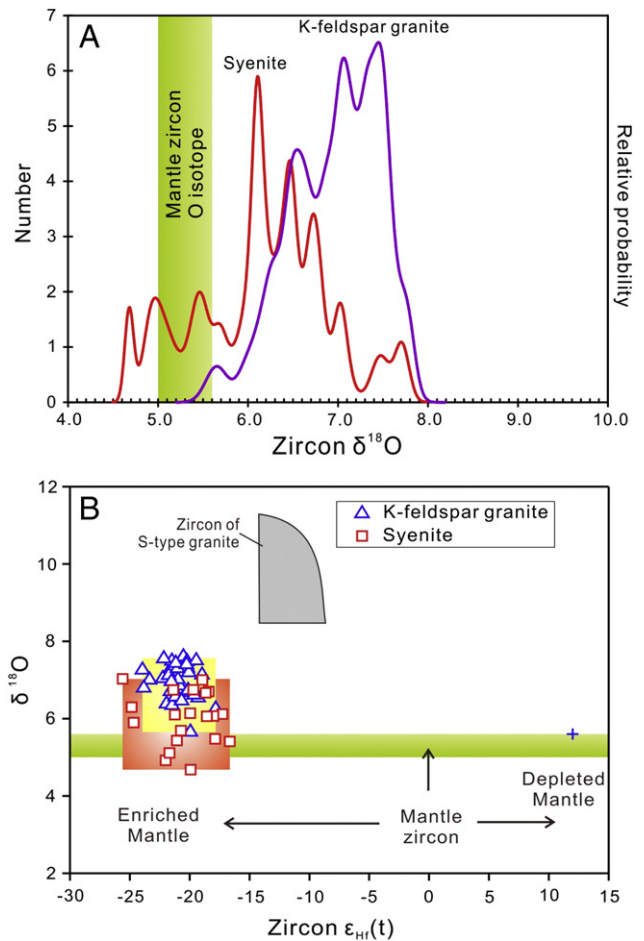 A
K-feldspar granite
Syenite
Mantle zircon
O isotope
Number
Relative probability
7
6
5
4
3
2
1
0
4.0 5.0 6.0 7.0 8.0 9.0 10.0
Zircon δ¹⁸O
B
Zircon of
S-type granite
K-feldspar granite
Syenite
δ ¹⁸O
12
10
8
6
4
2
Enriched
Mantle
Mantle
zircon
Depleted
Mantle
-30 -25 -20 -15 -10 -5 0 5 10 15
Zircon εHf(t)